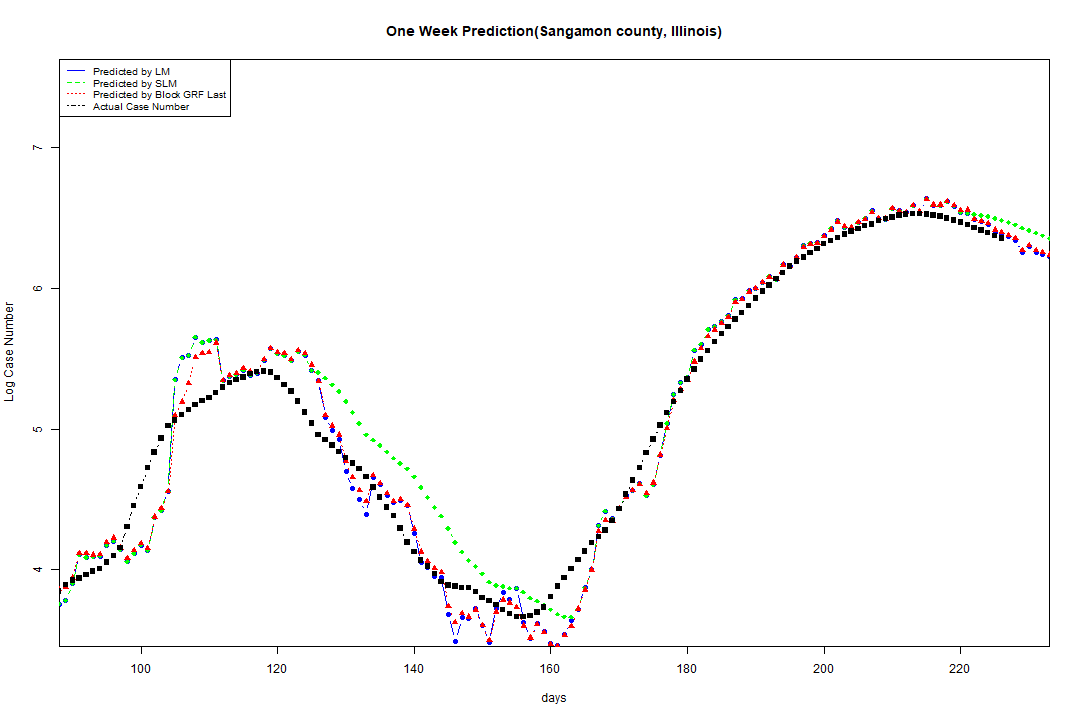 One Week Prediction(Sangamon county, Illinois)
Predicted by LM
Predicted by SLM
Predicted by Block GRF Last
Actual Case Number
7
6
5
4
Log Case Number
100 120 140 160 180 200 220
days